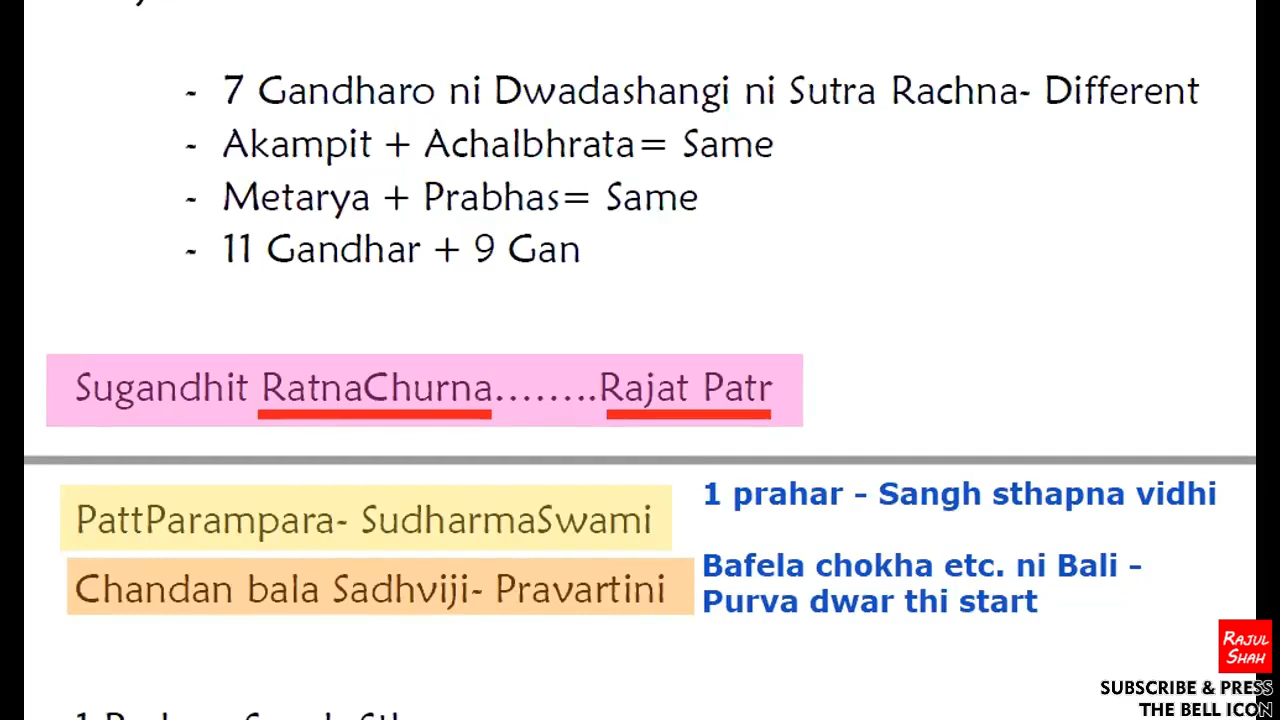 - 7 Gandharo ni Dwadashangi ni Sutra Rachna- Different
- Akampit + Achalbhrata= Same
- Metarya + Prabhas= Same
- 11 Gandhar + 9 Gan
Sugandhit RatnaChurna........Rajat Patr
PattParampara- SudharmaSwami
Chandan bala Sadhviji- Pravartini
1 prahar - Sangh sthapna vidhi
Bafela chokha etc. ni Bali -
Purva dwar thi start
RAJUL
SHAH
SUBSCRIBE & PRESS
THE BELL ICON